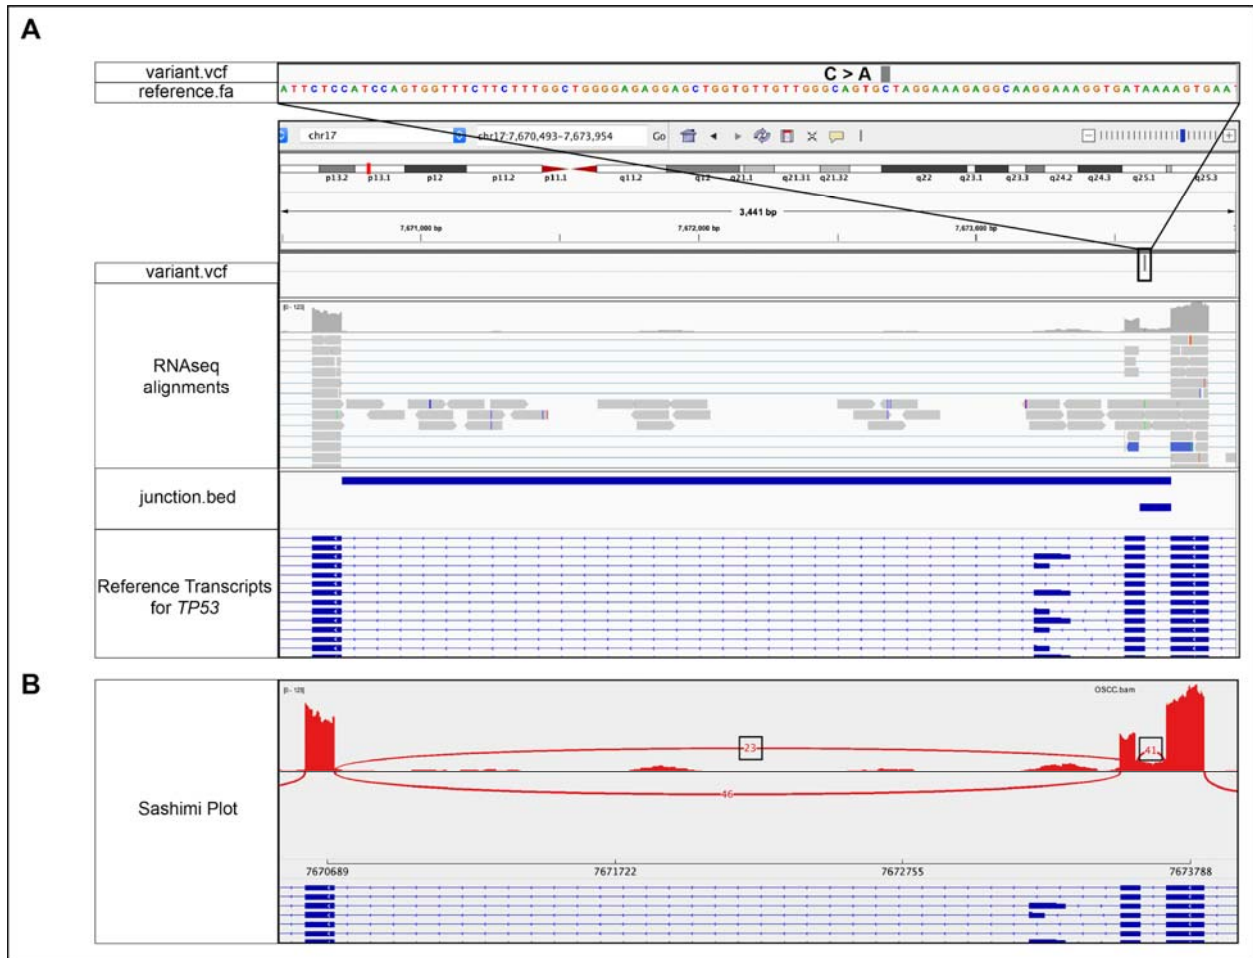 A
variant.vcf
C > A
reference.fa
ATTCTCCATCCAGTGGTTTCTTCTTTGGCTGGGGAGAGGAGCTGGTGTTGTTGGGCAGTGCTAGGAAAGAGGCAAGGAAAGGTGATAAAAGTGAAT
chr17
chr17:7,670,493-7,673,954 Go
p13.2 p13.1 p12 p11.2 p11.1 q11.2 q12 q21.1 q21.31 q21.32 q22 q23.1 q23.3 q24.2 q24.3 q25.1 q25.3
3,441 bp
7,671,000 bp 7,672,000 bp 7,673,000 bp
variant.vcf
[0 - 123]
RNAseq
alignments
junction.bed
Reference Transcripts
for TP53
B
OSCC.bam
23
41
46
Sashimi Plot
7670689 7671722 7672755 7673788